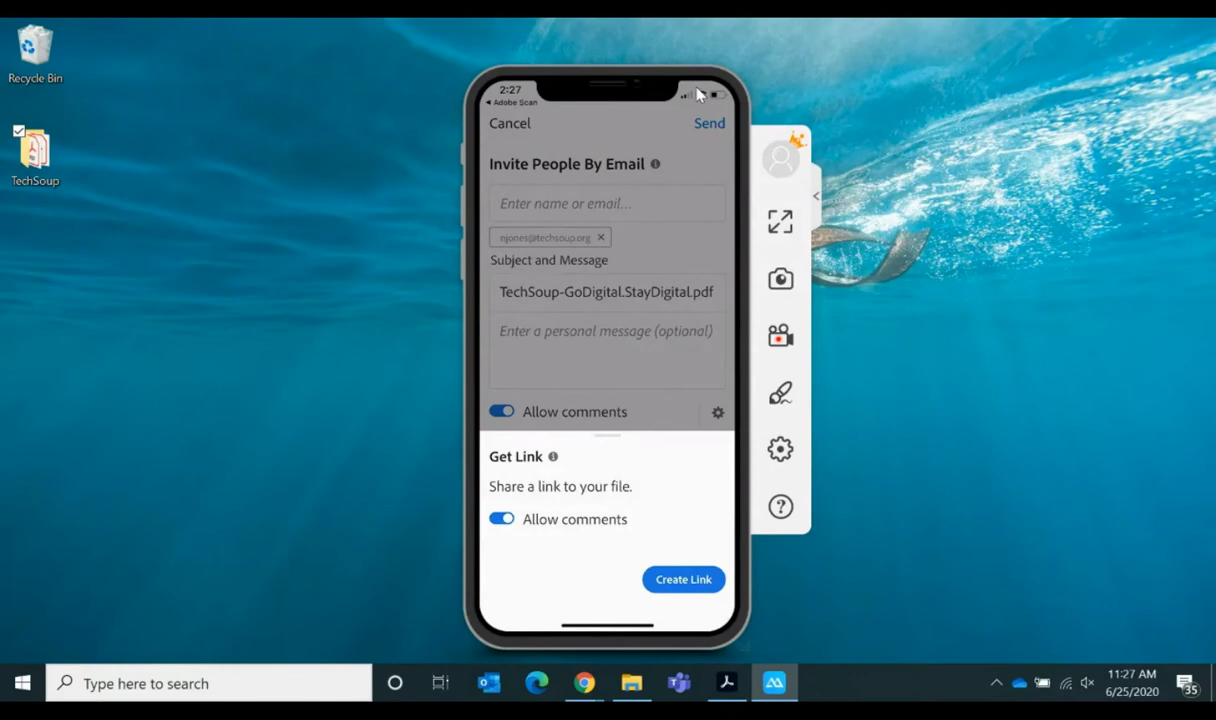 Recycle Bin
TechSoup
2:27
◄ Adobe Scan
Cancel
Send
Invite People By Email
Enter name or email...
njones@techsoup.org ×
Subject and Message
TechSoup-GoDigital.StayDigital.pdf
Enter a personal message (optional)
Allow comments
Get Link
Share a link to your file.
Allow comments
Create Link
Type here to search
11:27 AM
6/25/2020
35